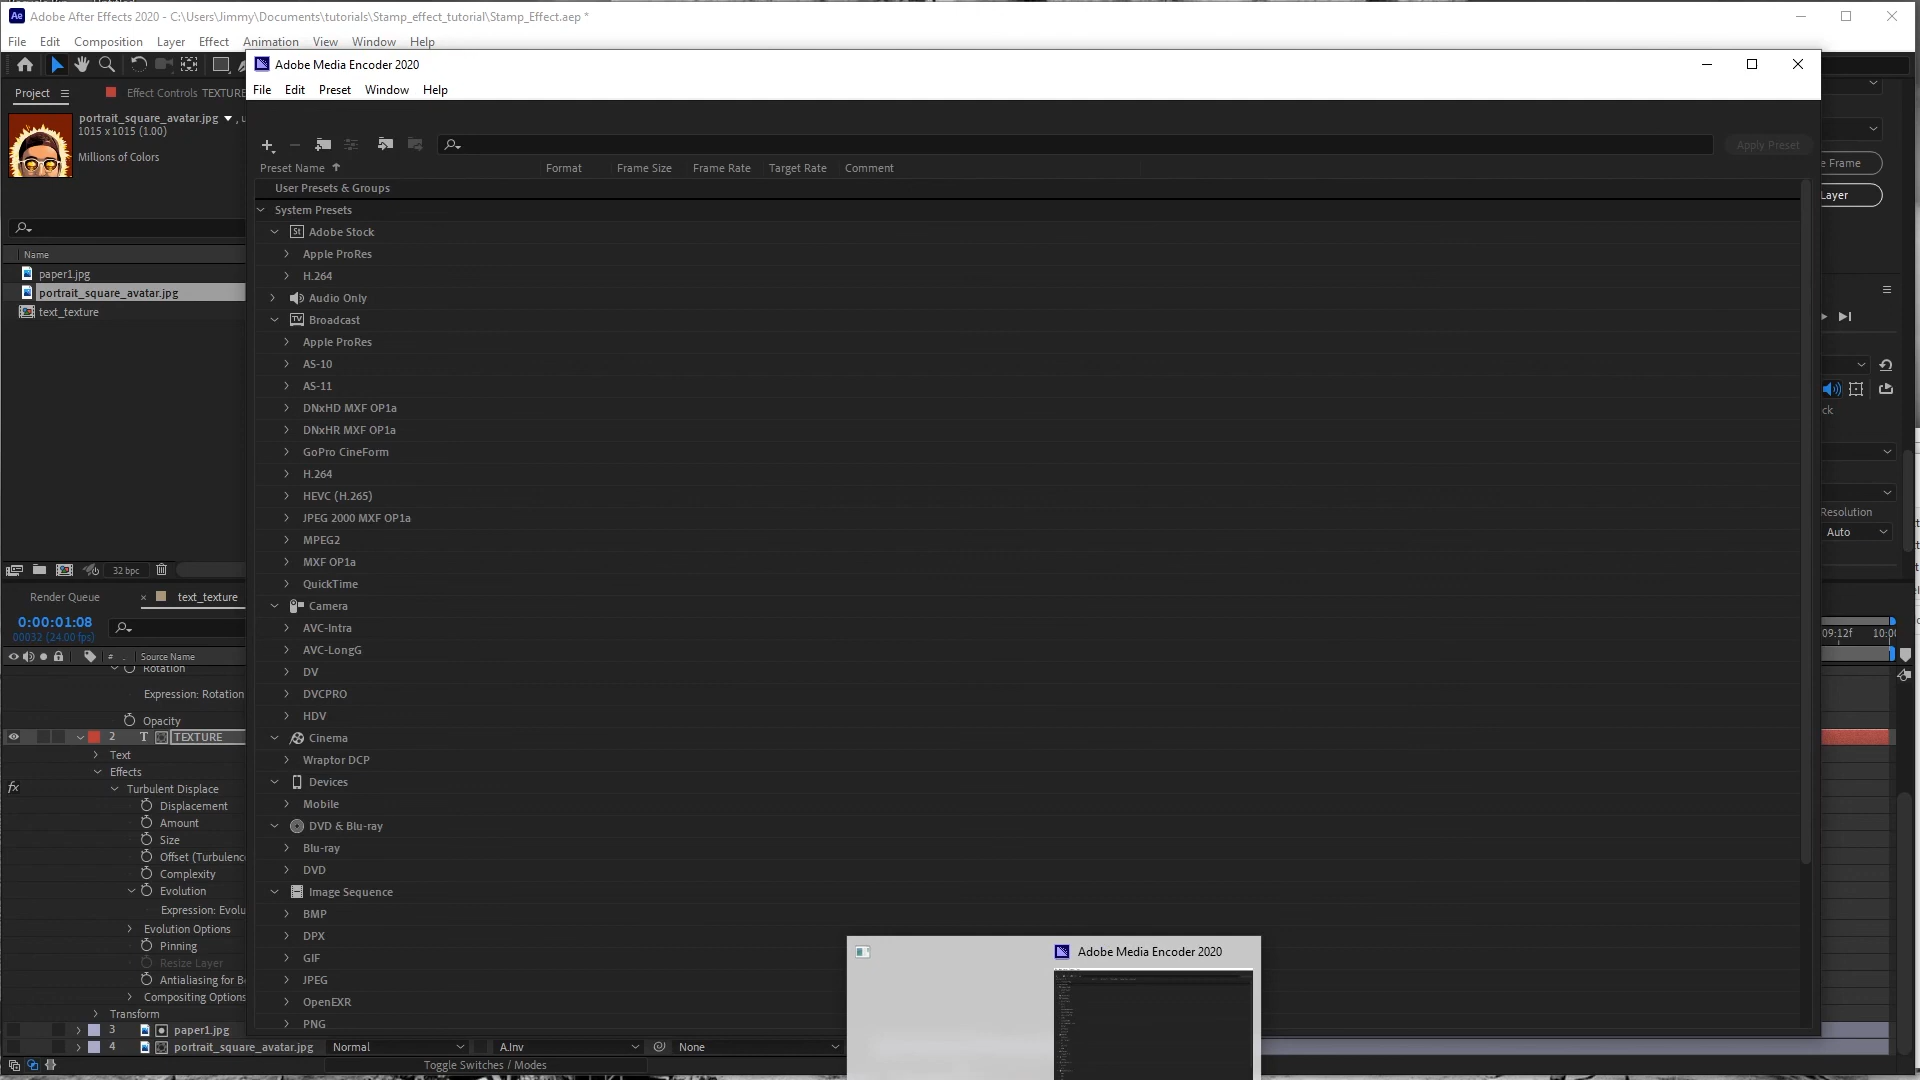 Adobe After Effects 2020 - C:\Users\Jimmy\Documents\tutorials\Stamp_effect_tutorial\Stamp_Effect.aep *
File Edit Composition Layer Effect Animation View Window Help
Adobe Media Encoder 2020
File Edit Preset Window Help
Project
Effect Controls TEXTURE
portrait_square_avatar.jpg , u
1015 x 1015 (1.00)
Millions of Colors
Apply Preset
Preset Name Format Frame Size Frame Rate Target Rate Comment
User Presets & Groups
System Presets
Adobe Stock
Apple ProRes
H.264
Audio Only
Broadcast
Apple ProRes
AS-10
AS-11
DNxHD MXF OP1a
DNxHR MXF OP1a
GoPro CineForm
H.264
HEVC (H.265)
JPEG 2000 MXF OP1a
MPEG2
MXF OP1a
QuickTime
Camera
AVC-Intra
AVC-LongG
DV
DVCPRO
HDV
Cinema
Wraptor DCP
Devices
Mobile
DVD & Blu-ray
Blu-ray
DVD
Image Sequence
BMP
DPX
GIF
JPEG
OpenEXR
PNG
Name
paper1.jpg
portrait_square_avatar.jpg
text_texture
32 bpc
Render Queue
text_texture
0:00:01:08
00032 (24.00 fps)
# Source Name
Rotation
Expression: Rotation
Opacity
2 T TEXTURE
Text
Effects
fx Turbulent Displace
Displacement
Amount
Size
Offset (Turbulenc
Complexity
Evolution
Expression: Evolu
Evolution Options
Pinning
Resize Layer
Antialiasing for B
Compositing Options
Transform
3 paper1.jpg
4 portrait_square_avatar.jpg Normal A.Inv None
Toggle Switches / Modes
Adobe Media Encoder 2020
e Frame
Layer
ck
Resolution
Auto
09:12f 10:00